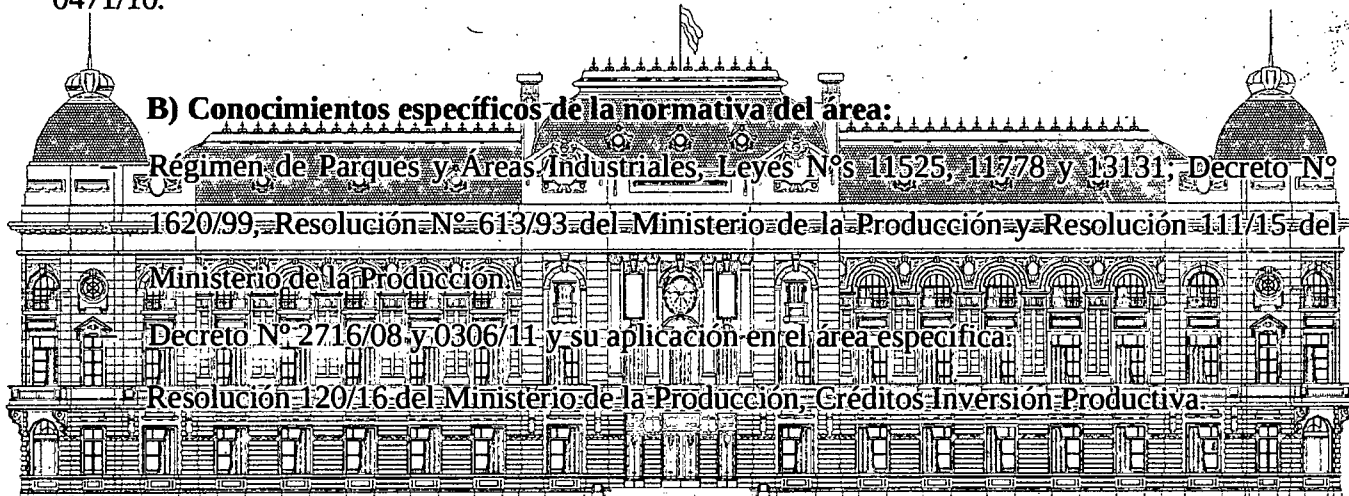 0471/10.
B) Conocimientos específicos de la normativa del área:
– Régimen de Parques y Áreas Industriales, Leyes N°s 11525, 11778 y 13131; Decreto N°
1620/99, Resolución N° 613/93 del Ministerio de la Producción y Resolución 111/15 del
Ministerio de la Producción.
– Decreto N° 2716/08 y 0306/11 y su aplicación en el área específica.
– Resolución 120/16 del Ministerio de la Producción, Créditos Inversión Productiva.